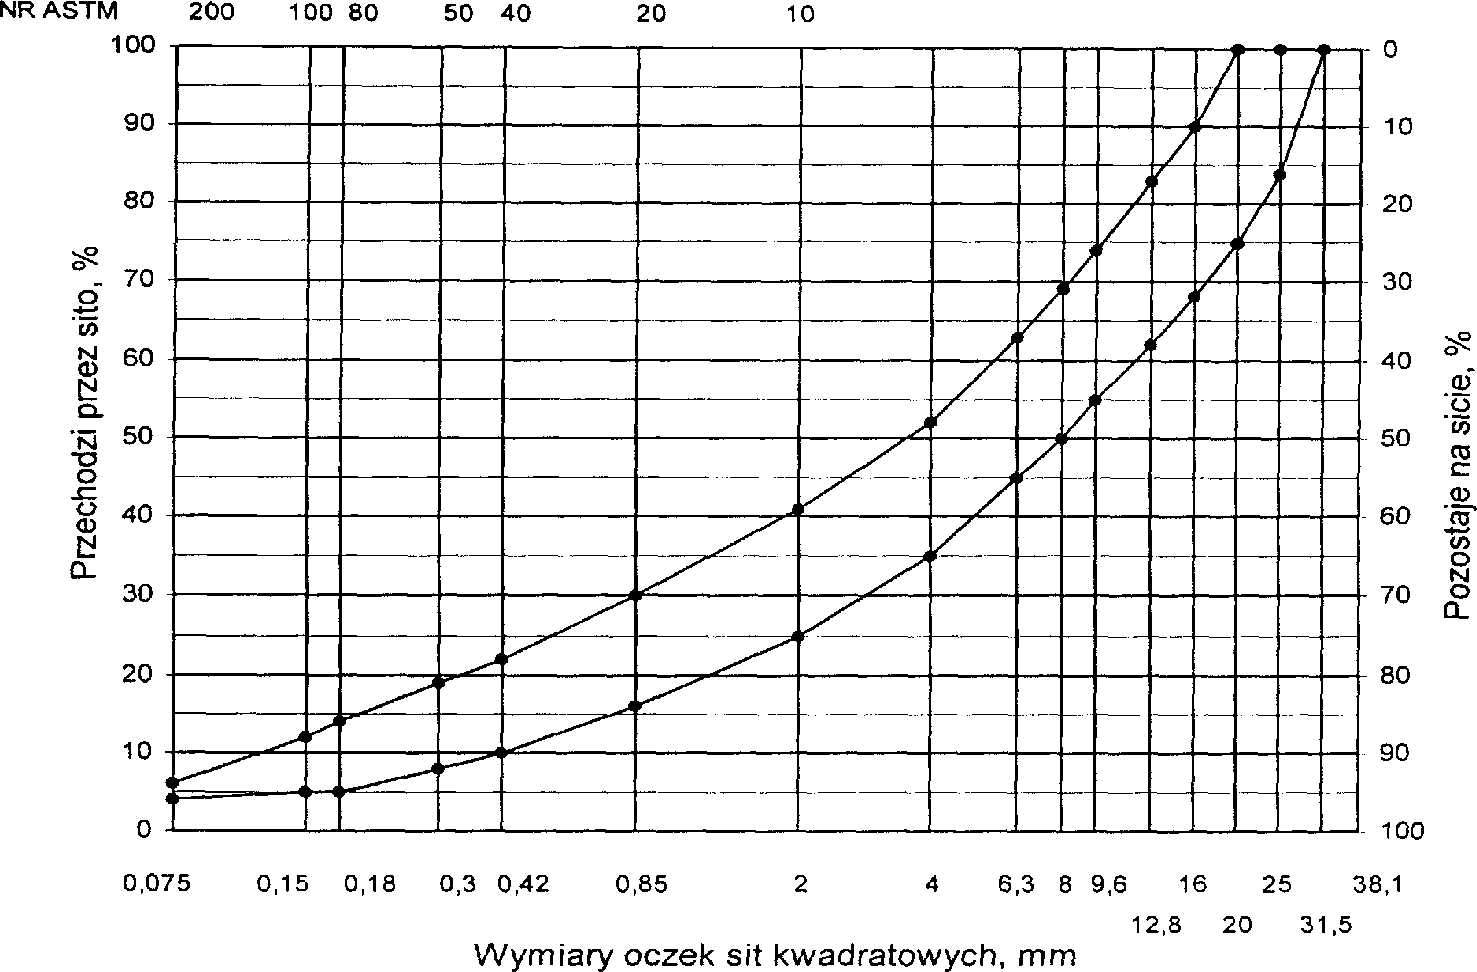 NR ASTM 200 100 80 50 40 20 10
100 0
90 10
80 20
70 30
60 40
50 50
40 60
30 70
20 80
10 90
0 100
Przechodzi przez sito, %
Pozostaje na sicie, %
0,075 0,15 0,18 0,3 0,42 0,85 2 4 6,3 8 9,6 16 25 38,1
12,8 20 31,5
Wymiary oczek sit kwadratowych, mm